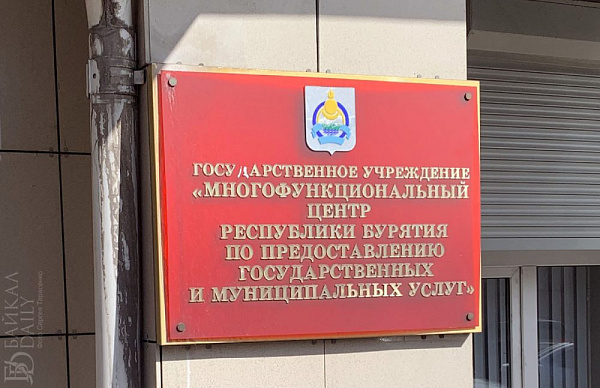 ГОСУДАРСТВЕННОЕ УЧРЕЖДЕНИЕ
«МНОГОФУНКЦИОНАЛЬНЫЙ
ЦЕНТР
РЕСПУБЛИКИ БУРЯТИЯ
ПО ПРЕДОСТАВЛЕНИЮ
ГОСУДАРСТВЕННЫХ
И МУНИЦИПАЛЬНЫХ УСЛУГ»
БАЙКАЛ
DAILY